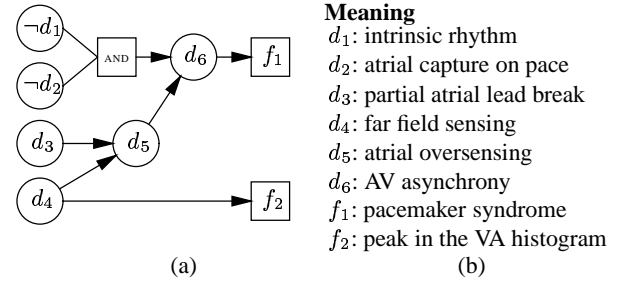 ¬d₁
¬d₂
AND
d₆
f₁
d₃
d₅
d₄
f₂
(a)
Meaning
d₁: intrinsic rhythm
d₂: atrial capture on pace
d₃: partial atrial lead break
d₄: far field sensing
d₅: atrial oversensing
d₆: AV asynchrony
f₁: pacemaker syndrome
f₂: peak in the VA histogram
(b)